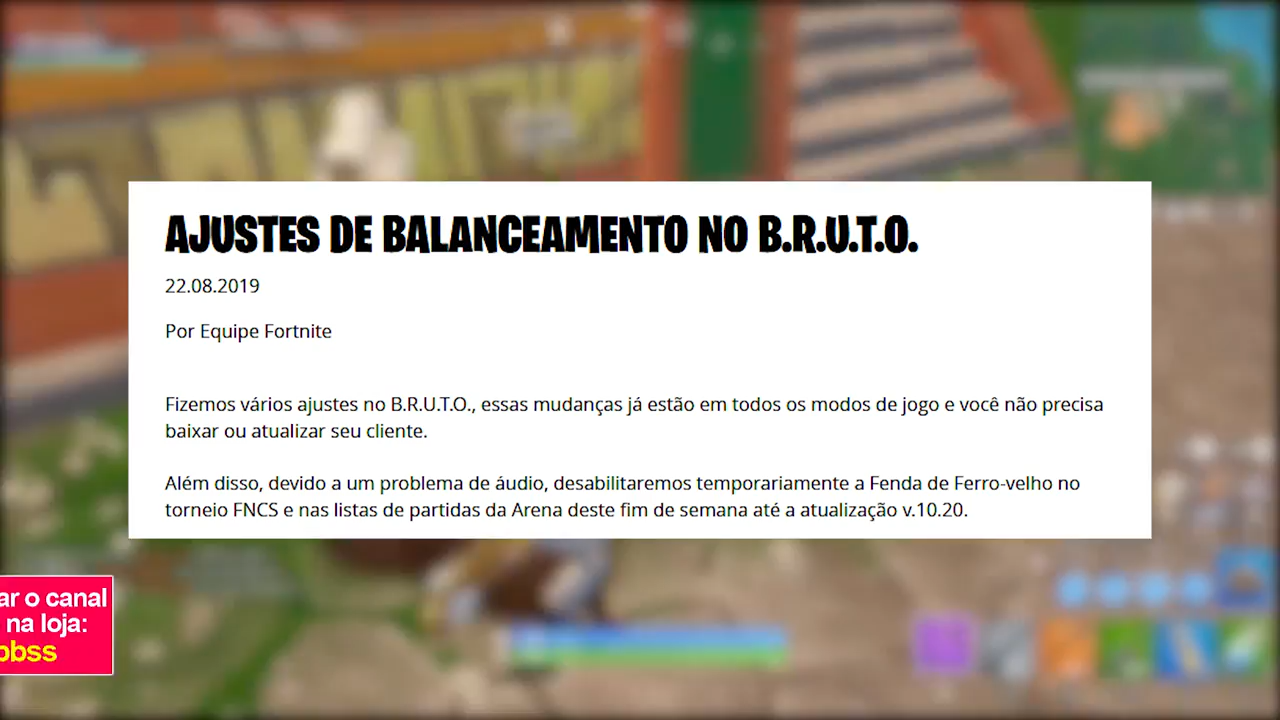 AJUSTES DE BALANCEAMENTO NO B.R.U.T.O.
22.08.2019
Por Equipe Fortnite
Fizemos vários ajustes no B.R.U.T.O., essas mudanças já estão em todos os modos de jogo e você não precisa
baixar ou atualizar seu cliente.
Além disso, devido a um problema de áudio, desabilitaremos temporariamente a Fenda de Ferro-velho no
torneio FNCS e nas listas de partidas da Arena deste fim de semana até a atualização v.10.20.
ar o canal
na loja:
obss